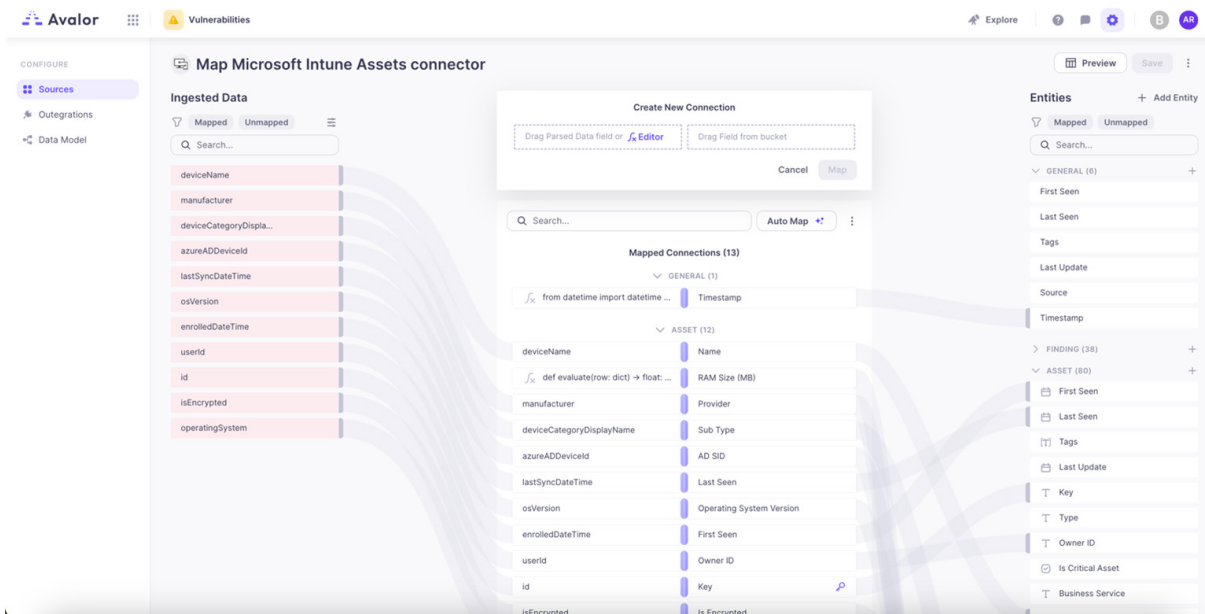 Avalor
Vulnerabilities
Explore
B
AR
CONFIGURE
Sources
Outegrations
Data Model
Map Microsoft Intune Assets connector
Preview
Save
Ingested Data
Mapped
Unmapped
Search...
deviceName
manufacturer
deviceCategoryDispla...
azureADDeviceId
lastSyncDateTime
osVersion
enrolledDateTime
userId
id
isEncrypted
operatingSystem
Create New Connection
Drag Parsed Data field or fx Editor
Drag Field from bucket
Cancel
Map
Search...
Auto Map
Mapped Connections (13)
GENERAL (1)
fx from datetime import datetime ... Timestamp
ASSET (12)
deviceName Name
fx def evaluate(row: dict) → float: ... RAM Size (MB)
manufacturer Provider
deviceCategoryDisplayName Sub Type
azureADDeviceId AD SID
lastSyncDateTime Last Seen
osVersion Operating System Version
enrolledDateTime First Seen
userId Owner ID
id Key
isEncrypted Is Encrypted
Entities
+ Add Entity
Mapped
Unmapped
Search...
GENERAL (6)
First Seen
Last Seen
Tags
Last Update
Source
Timestamp
FINDING (38)
ASSET (80)
First Seen
Last Seen
[T] Tags
Last Update
T Key
T Type
T Owner ID
Is Critical Asset
T Business Service